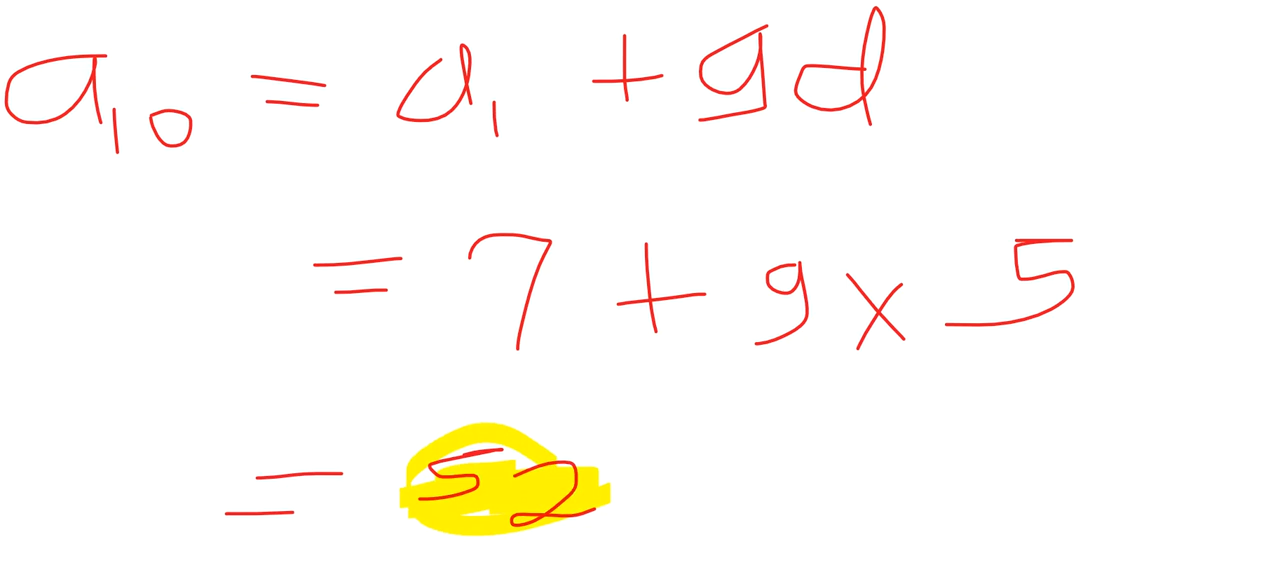 a₁₀ = a₁ + 9d
= 7 + 9 × 5
= 52